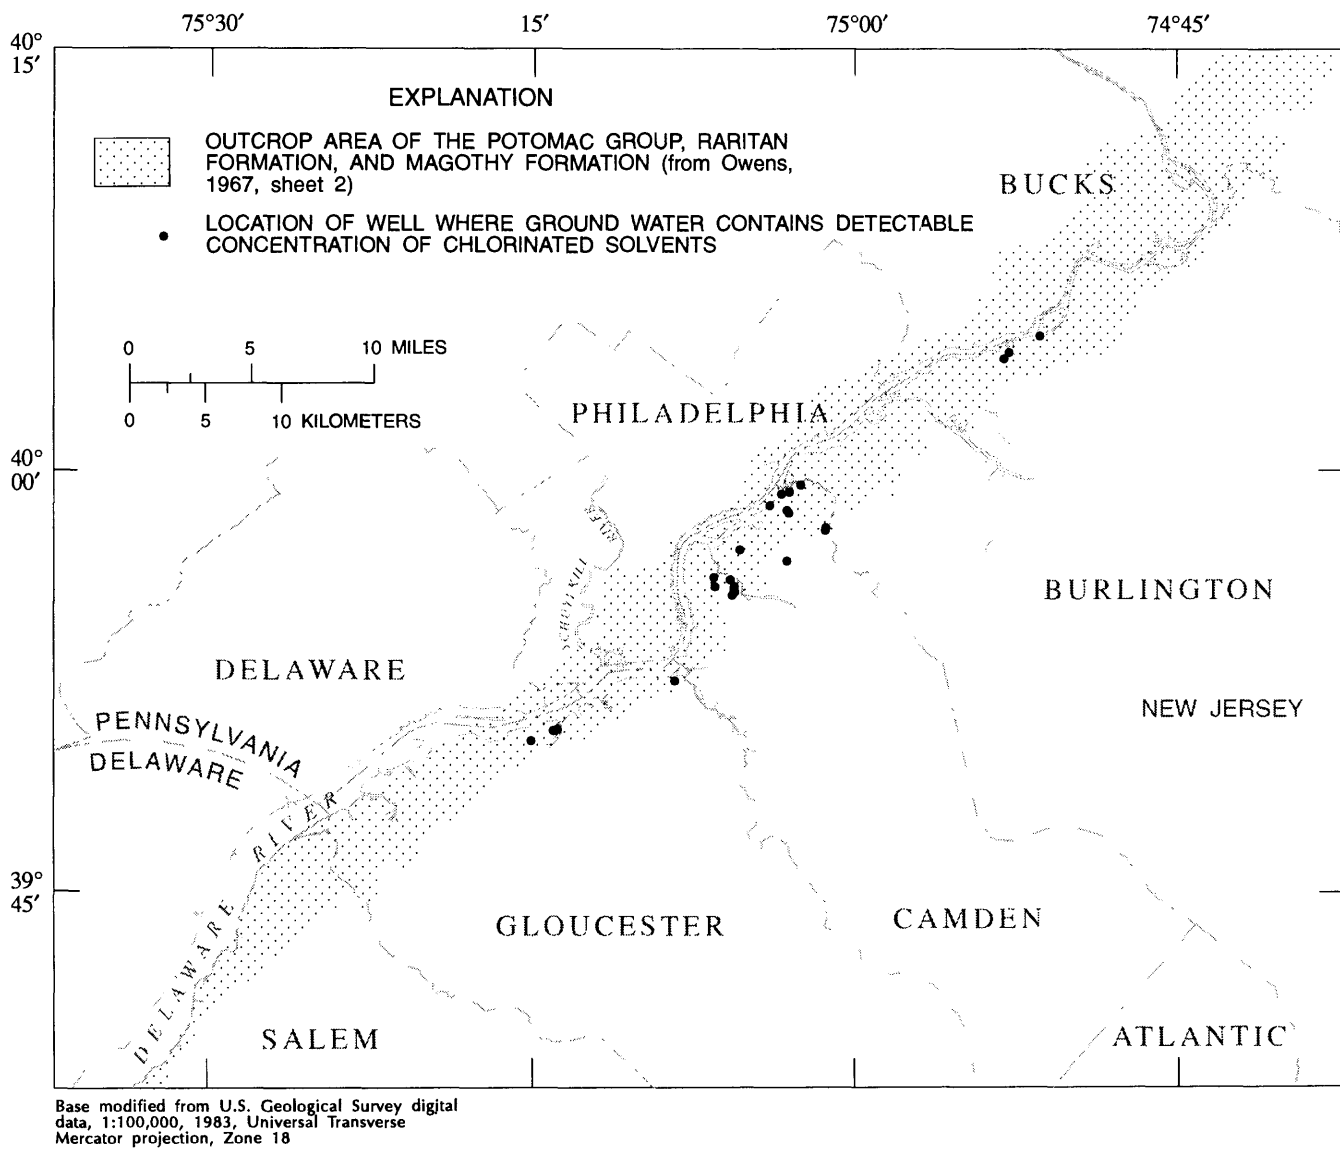 75°30′ 15′ 75°00′ 74°45′
40°
15′
EXPLANATION
OUTCROP AREA OF THE POTOMAC GROUP, RARITAN
FORMATION, AND MAGOTHY FORMATION (from Owens,
1967, sheet 2)
LOCATION OF WELL WHERE GROUND WATER CONTAINS DETECTABLE
CONCENTRATION OF CHLORINATED SOLVENTS
BUCKS
0 5 10 MILES
0 5 10 KILOMETERS
PHILADELPHIA
40°
00′
RIVER
SCHUYLKILL
BURLINGTON
DELAWARE
NEW JERSEY
PENNSYLVANIA
DELAWARE
DELAWARE RIVER
39°
45′
GLOUCESTER
CAMDEN
SALEM
ATLANTIC
Base modified from U.S. Geological Survey digital
data, 1:100,000, 1983, Universal Transverse
Mercator projection, Zone 18